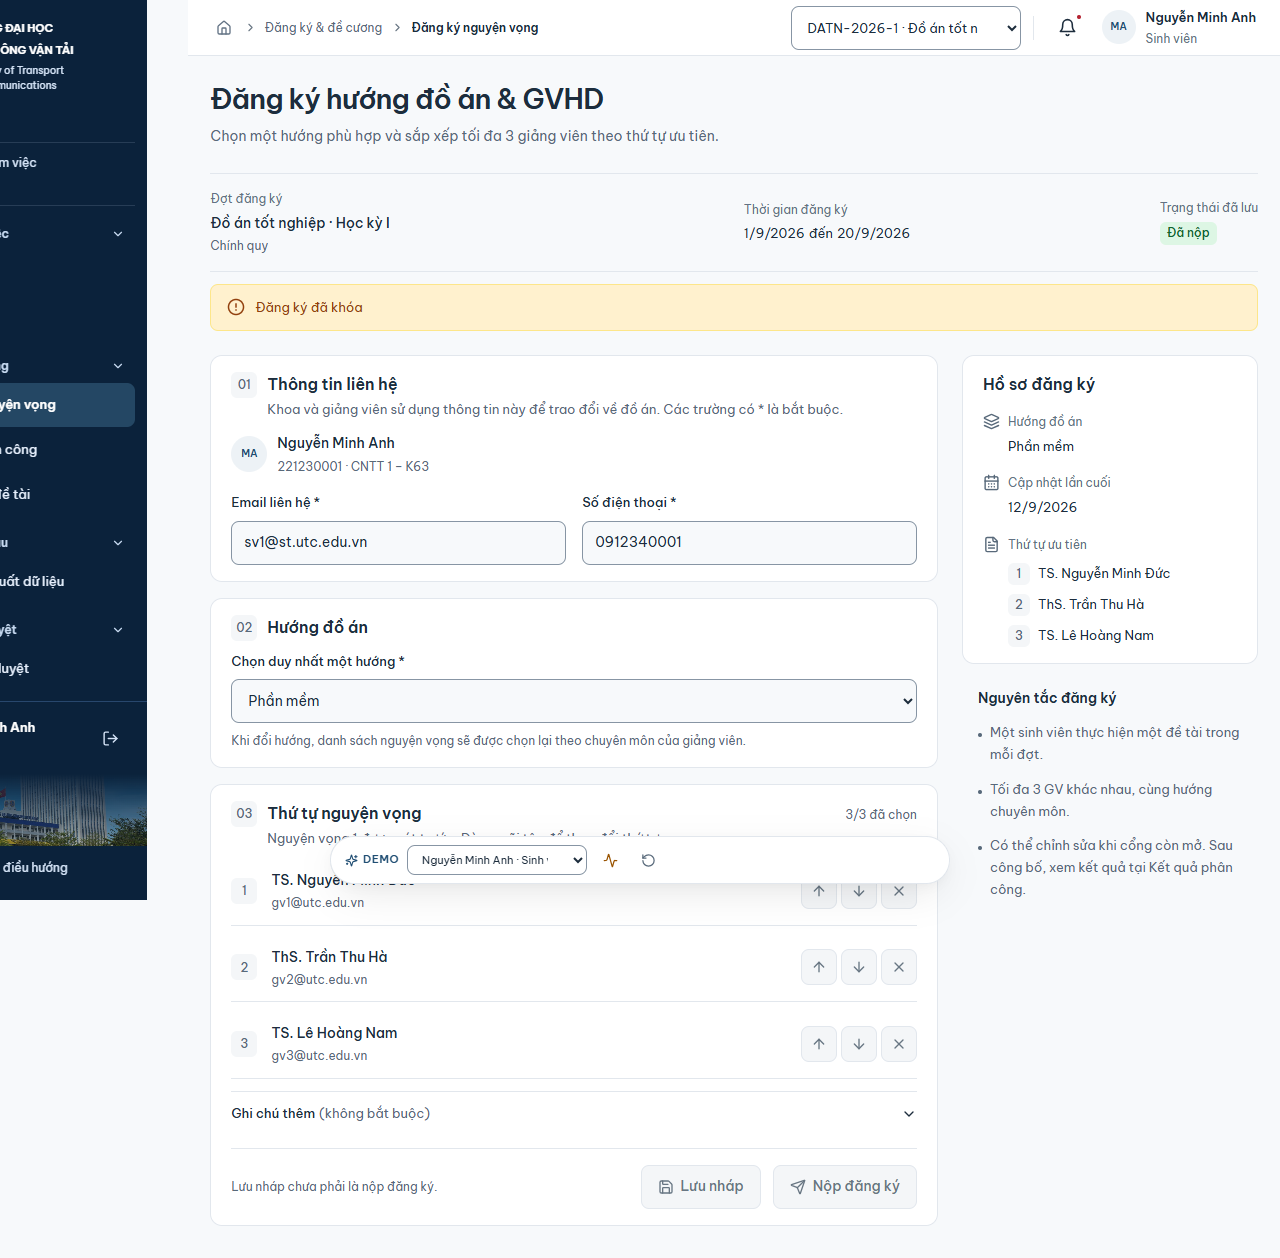 ĐẠI HỌC
ÔNG VẬN TẢI
y of Transport
munications
m việc
yện vọng
công
ề tài
uất dữ liệu
yệt
uyệt
h Anh
điều hướng
Đăng ký & đề cương
Đăng ký nguyện vọng
DATN-2026-1 · Đồ án tốt n
MA
Nguyễn Minh Anh
Sinh viên
Đăng ký hướng đồ án & GVHD
Chọn một hướng phù hợp và sắp xếp tối đa 3 giảng viên theo thứ tự ưu tiên.
Đợt đăng ký
Đồ án tốt nghiệp · Học kỳ I
Chính quy
Thời gian đăng ký
1/9/2026 đến 20/9/2026
Trạng thái đã lưu
Đã nộp
Đăng ký đã khóa
01
Thông tin liên hệ
Khoa và giảng viên sử dụng thông tin này để trao đổi về đồ án. Các trường có * là bắt buộc.
MA
Nguyễn Minh Anh
221230001 · CNTT 1 – K63
Email liên hệ *
Số điện thoại *
sv1@st.utc.edu.vn
0912340001
02
Hướng đồ án
Chọn duy nhất một hướng *
Phần mềm
Khi đổi hướng, danh sách nguyện vọng sẽ được chọn lại theo chuyên môn của giảng viên.
03
Thứ tự nguyện vọng
3/3 đã chọn
Nguyện vọng
DEMO
Nguyễn Minh Anh · Sinh
1
TS. Nguyễn Minh Đức
gv1@utc.edu.vn
2
ThS. Trần Thu Hà
gv2@utc.edu.vn
3
TS. Lê Hoàng Nam
gv3@utc.edu.vn
Ghi chú thêm (không bắt buộc)
Lưu nháp chưa phải là nộp đăng ký.
Lưu nháp
Nộp đăng ký
Hồ sơ đăng ký
Hướng đồ án
Phần mềm
Cập nhật lần cuối
12/9/2026
Thứ tự ưu tiên
1 TS. Nguyễn Minh Đức
2 ThS. Trần Thu Hà
3 TS. Lê Hoàng Nam
Nguyên tắc đăng ký
Một sinh viên thực hiện một đề tài trong
mỗi đợt.
Tối đa 3 GV khác nhau, cùng hướng
chuyên môn.
Có thể chỉnh sửa khi cổng còn mở. Sau
công bố, xem kết quả tại Kết quả phân
công.